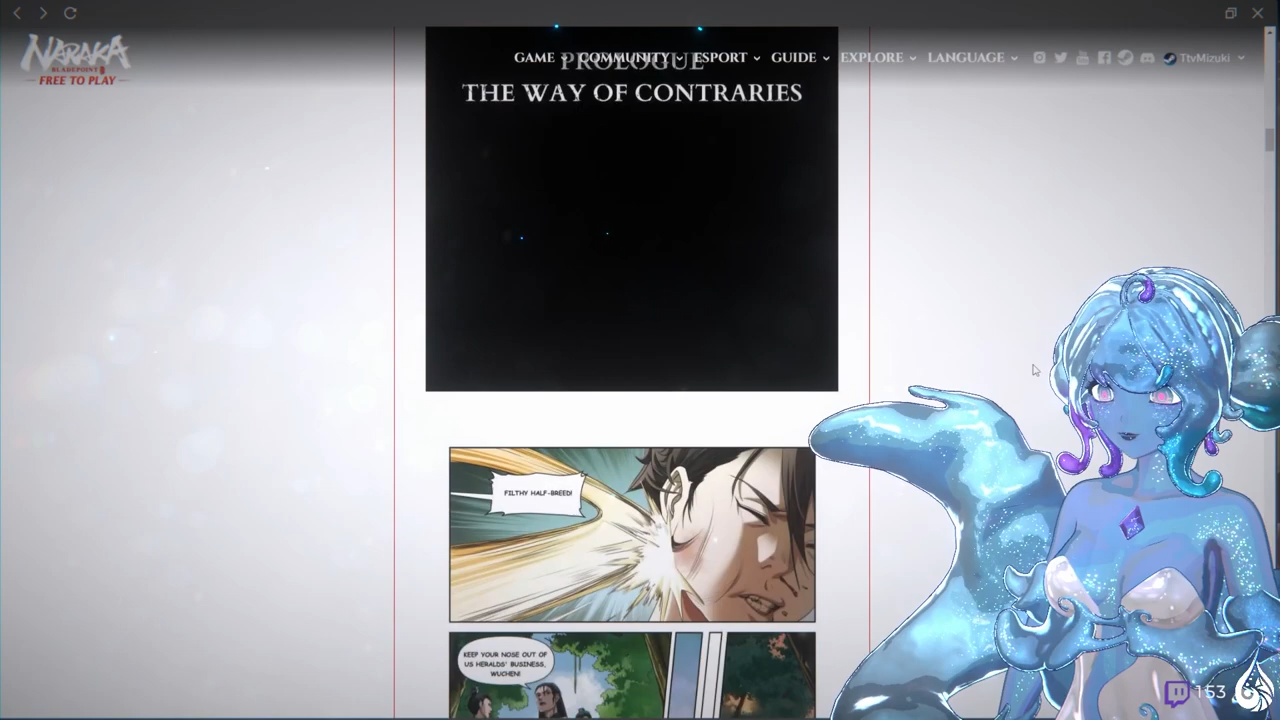 NARAKA
BLADEPOINT
FREE TO PLAY
GAME
COMMUNITY
ESPORT
GUIDE
EXPLORE
LANGUAGE
TtvMizuki
PROLOGUE
THE WAY OF CONTRARIES
FILTHY HALF-BREED!
KEEP YOUR NOSE OUT OF
US HERALDS' BUSINESS,
WUCHEN!
153